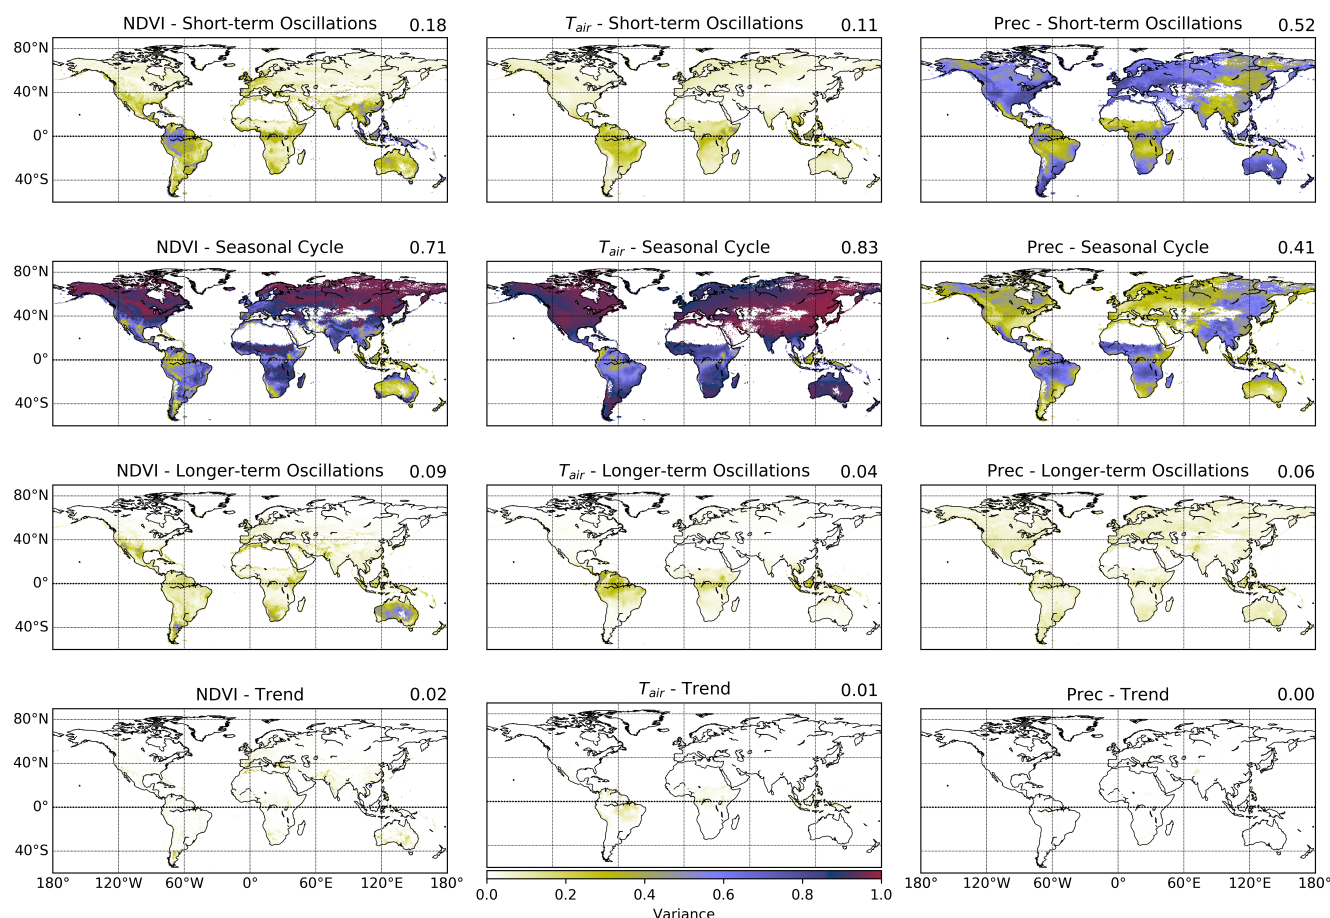 NDVI - Short-term Oscillations 0.18
T_air - Short-term Oscillations 0.11
Prec - Short-term Oscillations 0.52
80°N
40°N
0°
40°S
NDVI - Seasonal Cycle 0.71
T_air - Seasonal Cycle 0.83
Prec - Seasonal Cycle 0.41
80°N
40°N
0°
40°S
NDVI - Longer-term Oscillations 0.09
T_air - Longer-term Oscillations 0.04
Prec - Longer-term Oscillations 0.06
80°N
40°N
0°
40°S
NDVI - Trend 0.02
T_air - Trend 0.01
Prec - Trend 0.00
80°N
40°N
0°
40°S
180° 120°W 60°W 0° 60°E 120°E 180°
0.0 0.2 0.4 0.6 0.8 1.0
Variance
180° 120°W 60°W 0° 60°E 120°E 180°